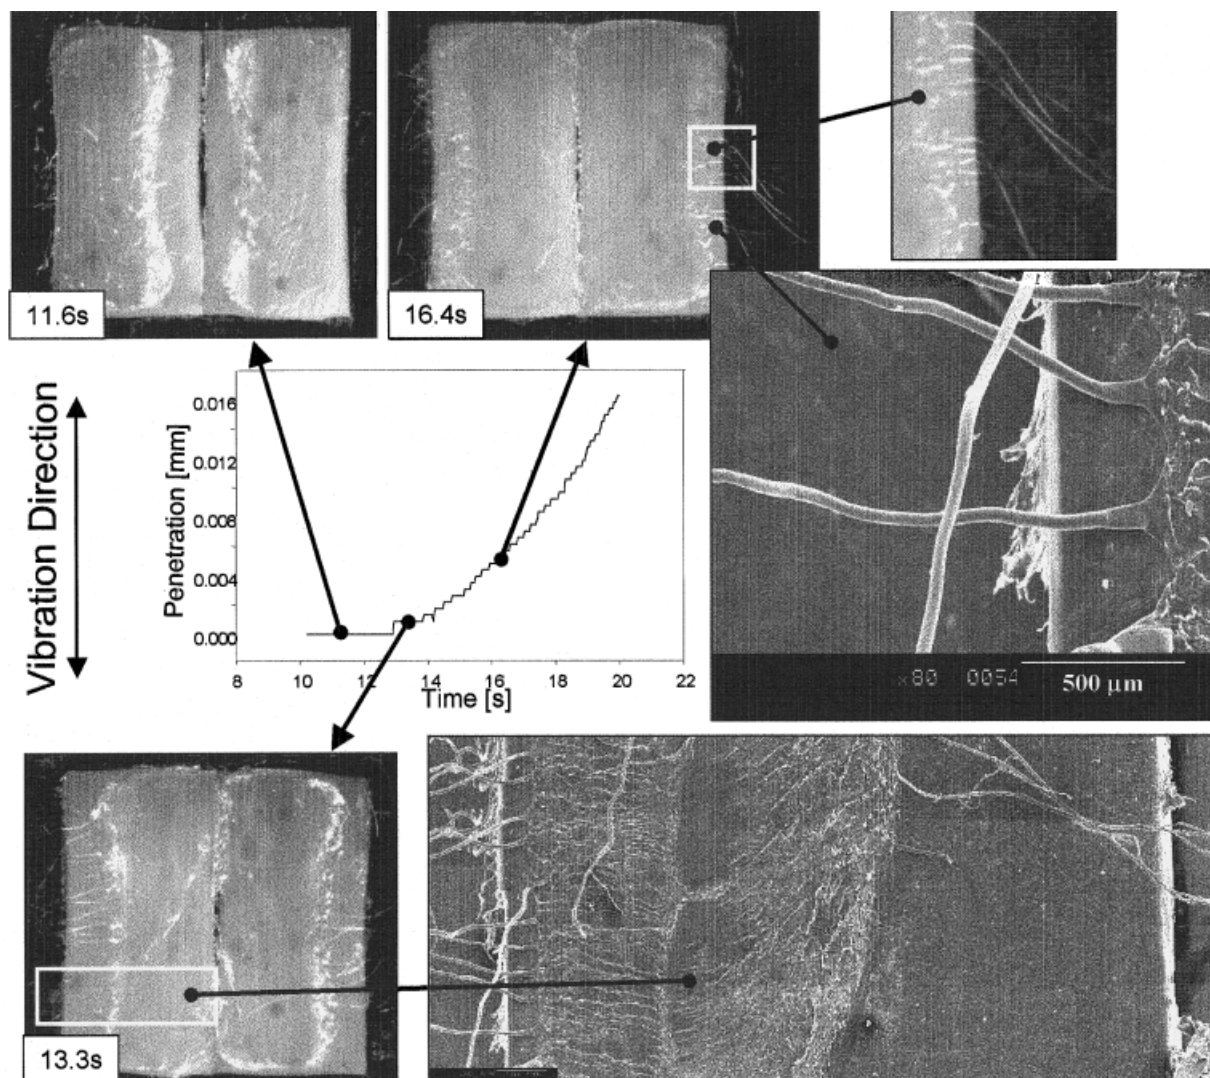 11.6s
16.4s
Vibration Direction
Penetration [mm]
0.016
0.012
0.008
0.004
0.000
8 10 12 14 16 18 20 22
Time [s]
x80 0054
500 µm
13.3s